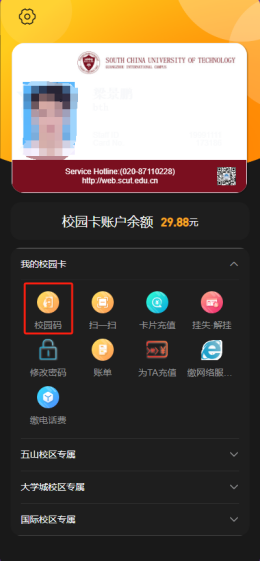 SOUTH CHINA UNIVERSITY OF TECHNOLOGY
GUANGZHOU INTERNATIONAL CAMPUS
Service Hotline:(020-87110228)
http://web.scut.edu.cn
校园卡账户余额 29.88元
我的校园卡
校园码 扫一扫 卡片充值 挂失·解挂
修改密码 账单 为TA充值 缴网络服...
缴电话费
五山校区专属
大学城校区专属
国际校区专属